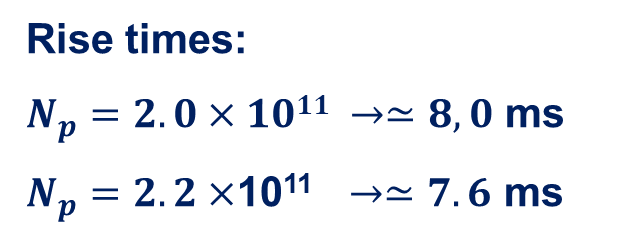 Rise times:
𝑵ₚ = 2.0 × 10¹¹ →≃ 8,0 ms
𝑵ₚ = 2.2 ×10¹¹ →≃ 7.6 ms